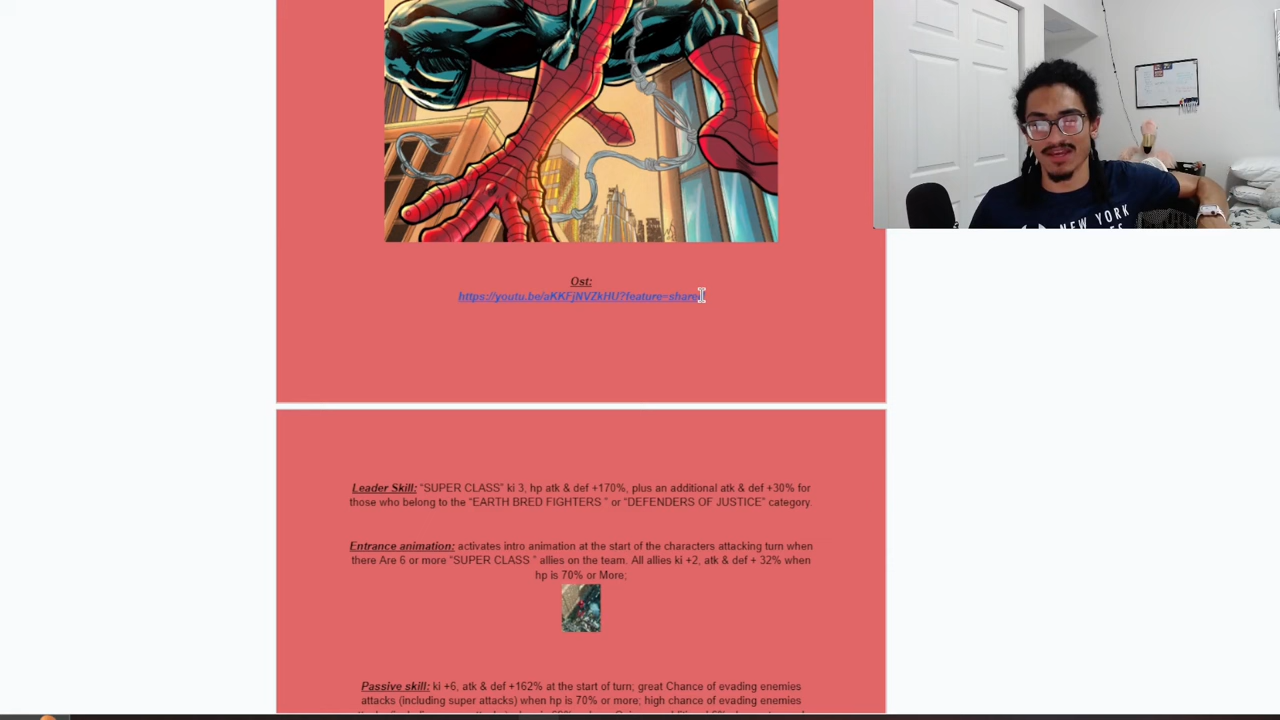 NEW YORK
Ost:
https://youtu.be/aKKFjNVZkHU?feature=share
Leader Skill: “SUPER CLASS” ki 3, hp atk & def +170%, plus an additional atk & def +30% for
those who belong to the “EARTH BRED FIGHTERS ” or “DEFENDERS OF JUSTICE” category.
Entrance animation: activates intro animation at the start of the characters attacking turn when
there Are 6 or more “SUPER CLASS ” allies on the team. All allies ki +2, atk & def + 32% when
hp is 70% or More;
Passive skill: ki +6, atk & def +162% at the start of turn; great Chance of evading enemies
attacks (including super attacks) when hp is 70% or more; high chance of evading enemies